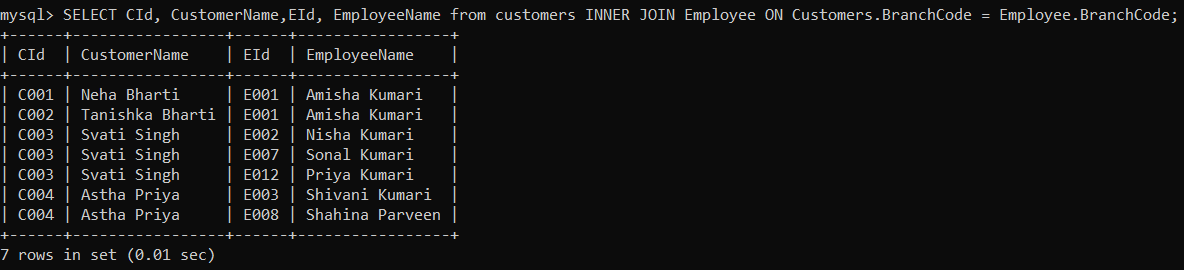 mysql> SELECT CId, CustomerName,EId, EmployeeName from customers INNER JOIN Employee ON Customers.BranchCode = Employee.BranchCode;
+------+-----------------+------+-----------------+
| CId  | CustomerName    | EId  | EmployeeName    |
+------+-----------------+------+-----------------+
| C001 | Neha Bharti     | E001 | Amisha Kumari   |
| C002 | Tanishka Bharti | E001 | Amisha Kumari   |
| C003 | Svati Singh     | E002 | Nisha Kumari    |
| C003 | Svati Singh     | E007 | Sonal Kumari    |
| C003 | Svati Singh     | E012 | Priya Kumari    |
| C004 | Astha Priya     | E003 | Shivani Kumari  |
| C004 | Astha Priya     | E008 | Shahina Parveen |
+------+-----------------+------+-----------------+
7 rows in set (0.01 sec)